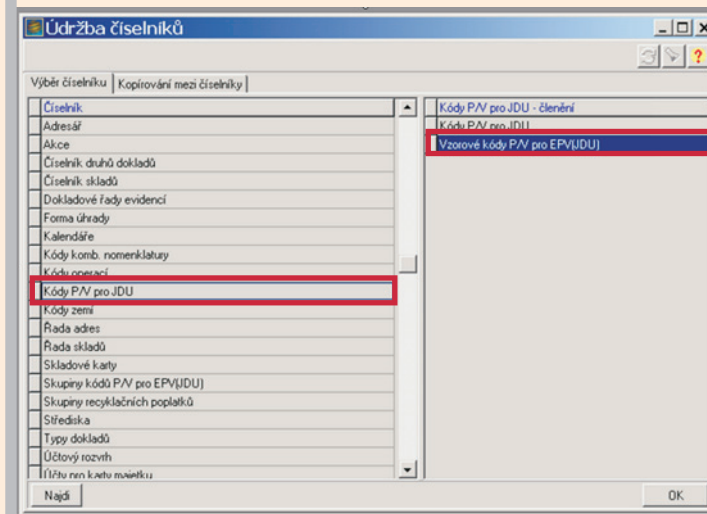 Údržba číselníků
?
Výběr číselníku
Kopírování mezi číselníky
Číselník
Adresář
Akce
Číselník druhů dokladů
Číselník skladů
Dokladové řady evidencí
Forma úhrady
Kalendáře
Kódy komb. nomenklatury
Kódy operací
Kódy P/V pro JDU
Kódy zemí
Řada adres
Řada skladů
Skladové karty
Skupiny kódů P/V pro EPV(JDU)
Skupiny recyklačních poplatků
Střediska
Typy dokladů
Účtový rozvrh
Účty pro karty majetku
Kódy P/V pro JDU - členění
Kódy P/V pro JDU
Vzorové kódy P/V pro EPV(JDU)
Najdi
OK